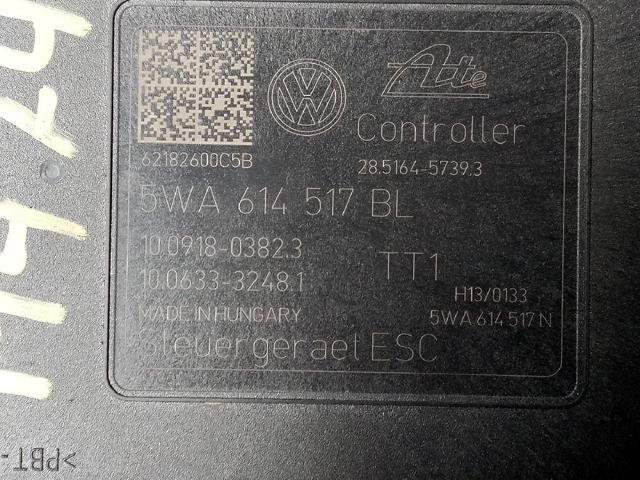 Ate
Controller
62182600C5B
28.5164-5739.3
5WA 614 517 BL
10.0918-0382.3
10.0633-3248.1
TT1
H13/0133
MADE IN HUNGARY
5WA 614 517 N
Steuergeraet ESC
>PBT-